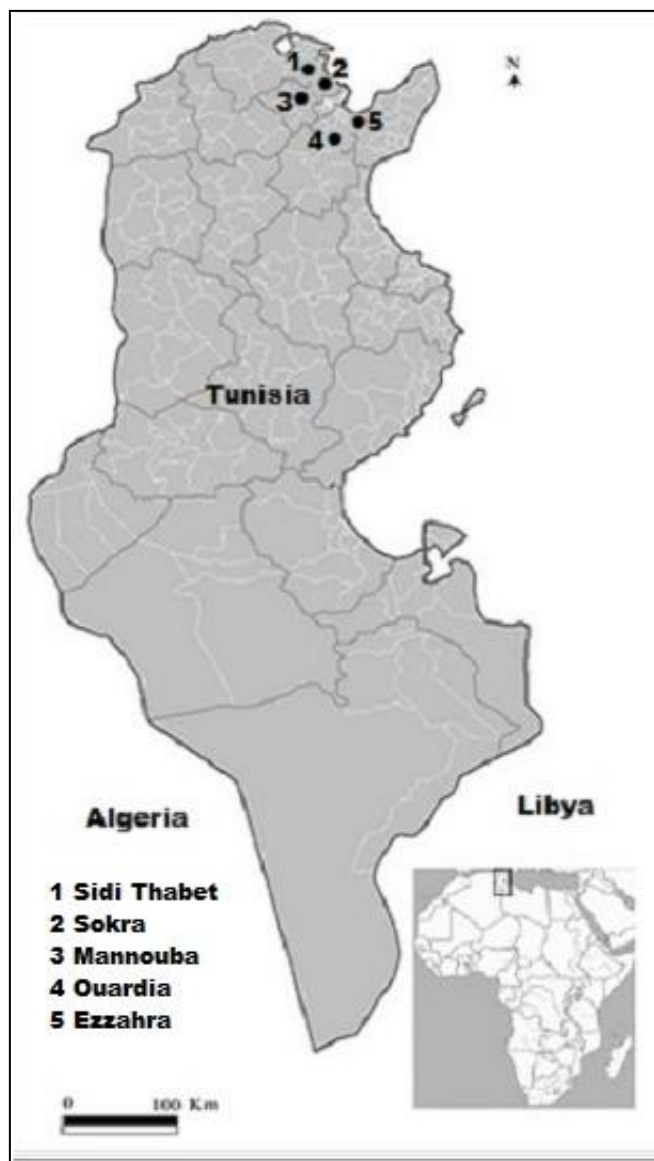 N
1
2
3
5
4
Tunisia
Algeria
Libya
1 Sidi Thabet
2 Sokra
3 Mannouba
4 Ouardia
5 Ezzahra
0 100 Km